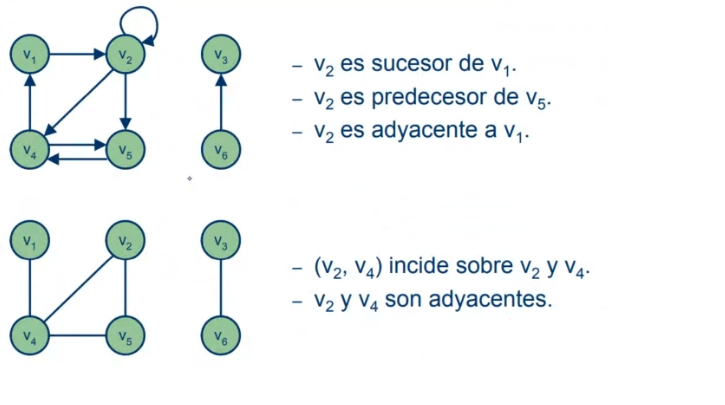 v₁ v₂ v₃
– v₂ es sucesor de v₁.
– v₂ es predecesor de v₅.
– v₂ es adyacente a v₁.
v₄ v₅ v₆
v₁ v₂ v₃
– (v₂, v₄) incide sobre v₂ y v₄.
– v₂ y v₄ son adyacentes.
v₄ v₅ v₆